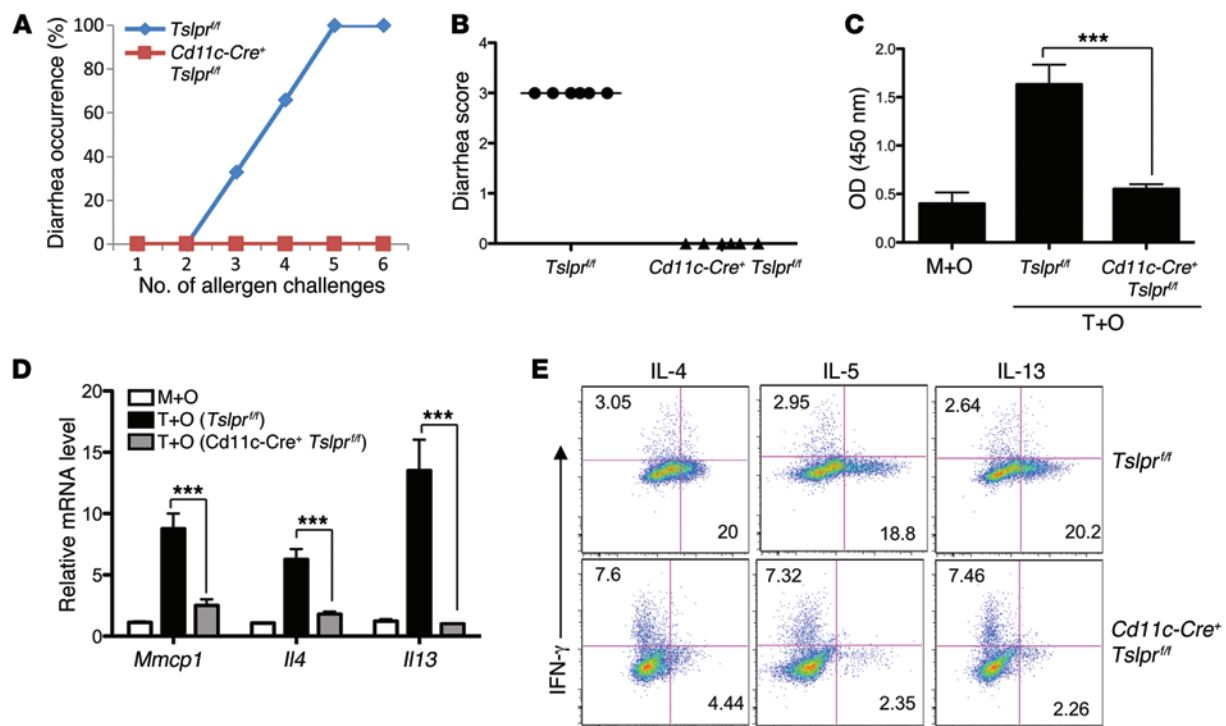 A
Diarrhea occurrence (%)
100
80
60
40
20
0
Tslprf/f
Cd11c-Cre+
Tslprf/f
1 2 3 4 5 6
No. of allergen challenges
B
Diarrhea score
4
3
2
1
0
Tslprf/f Cd11c-Cre+ Tslprf/f
C
OD (450 nm)
2.0
1.5
1.0
0.5
0.0
***
M+O Tslprf/f Cd11c-Cre+
Tslprf/f
T+O
D
Relative mRNA level
20
15
10
5
0
M+O
T+O (Tslprf/f)
T+O (Cd11c-Cre+ Tslprf/f)
***
***
***
Mmcp1 Il4 Il13
E
IL-4 IL-5 IL-13
3.05 2.95 2.64
20 18.8 20.2
Tslprf/f
7.6 7.32 7.46
4.44 2.35 2.26
Cd11c-Cre+
Tslprf/f
IFN-γ